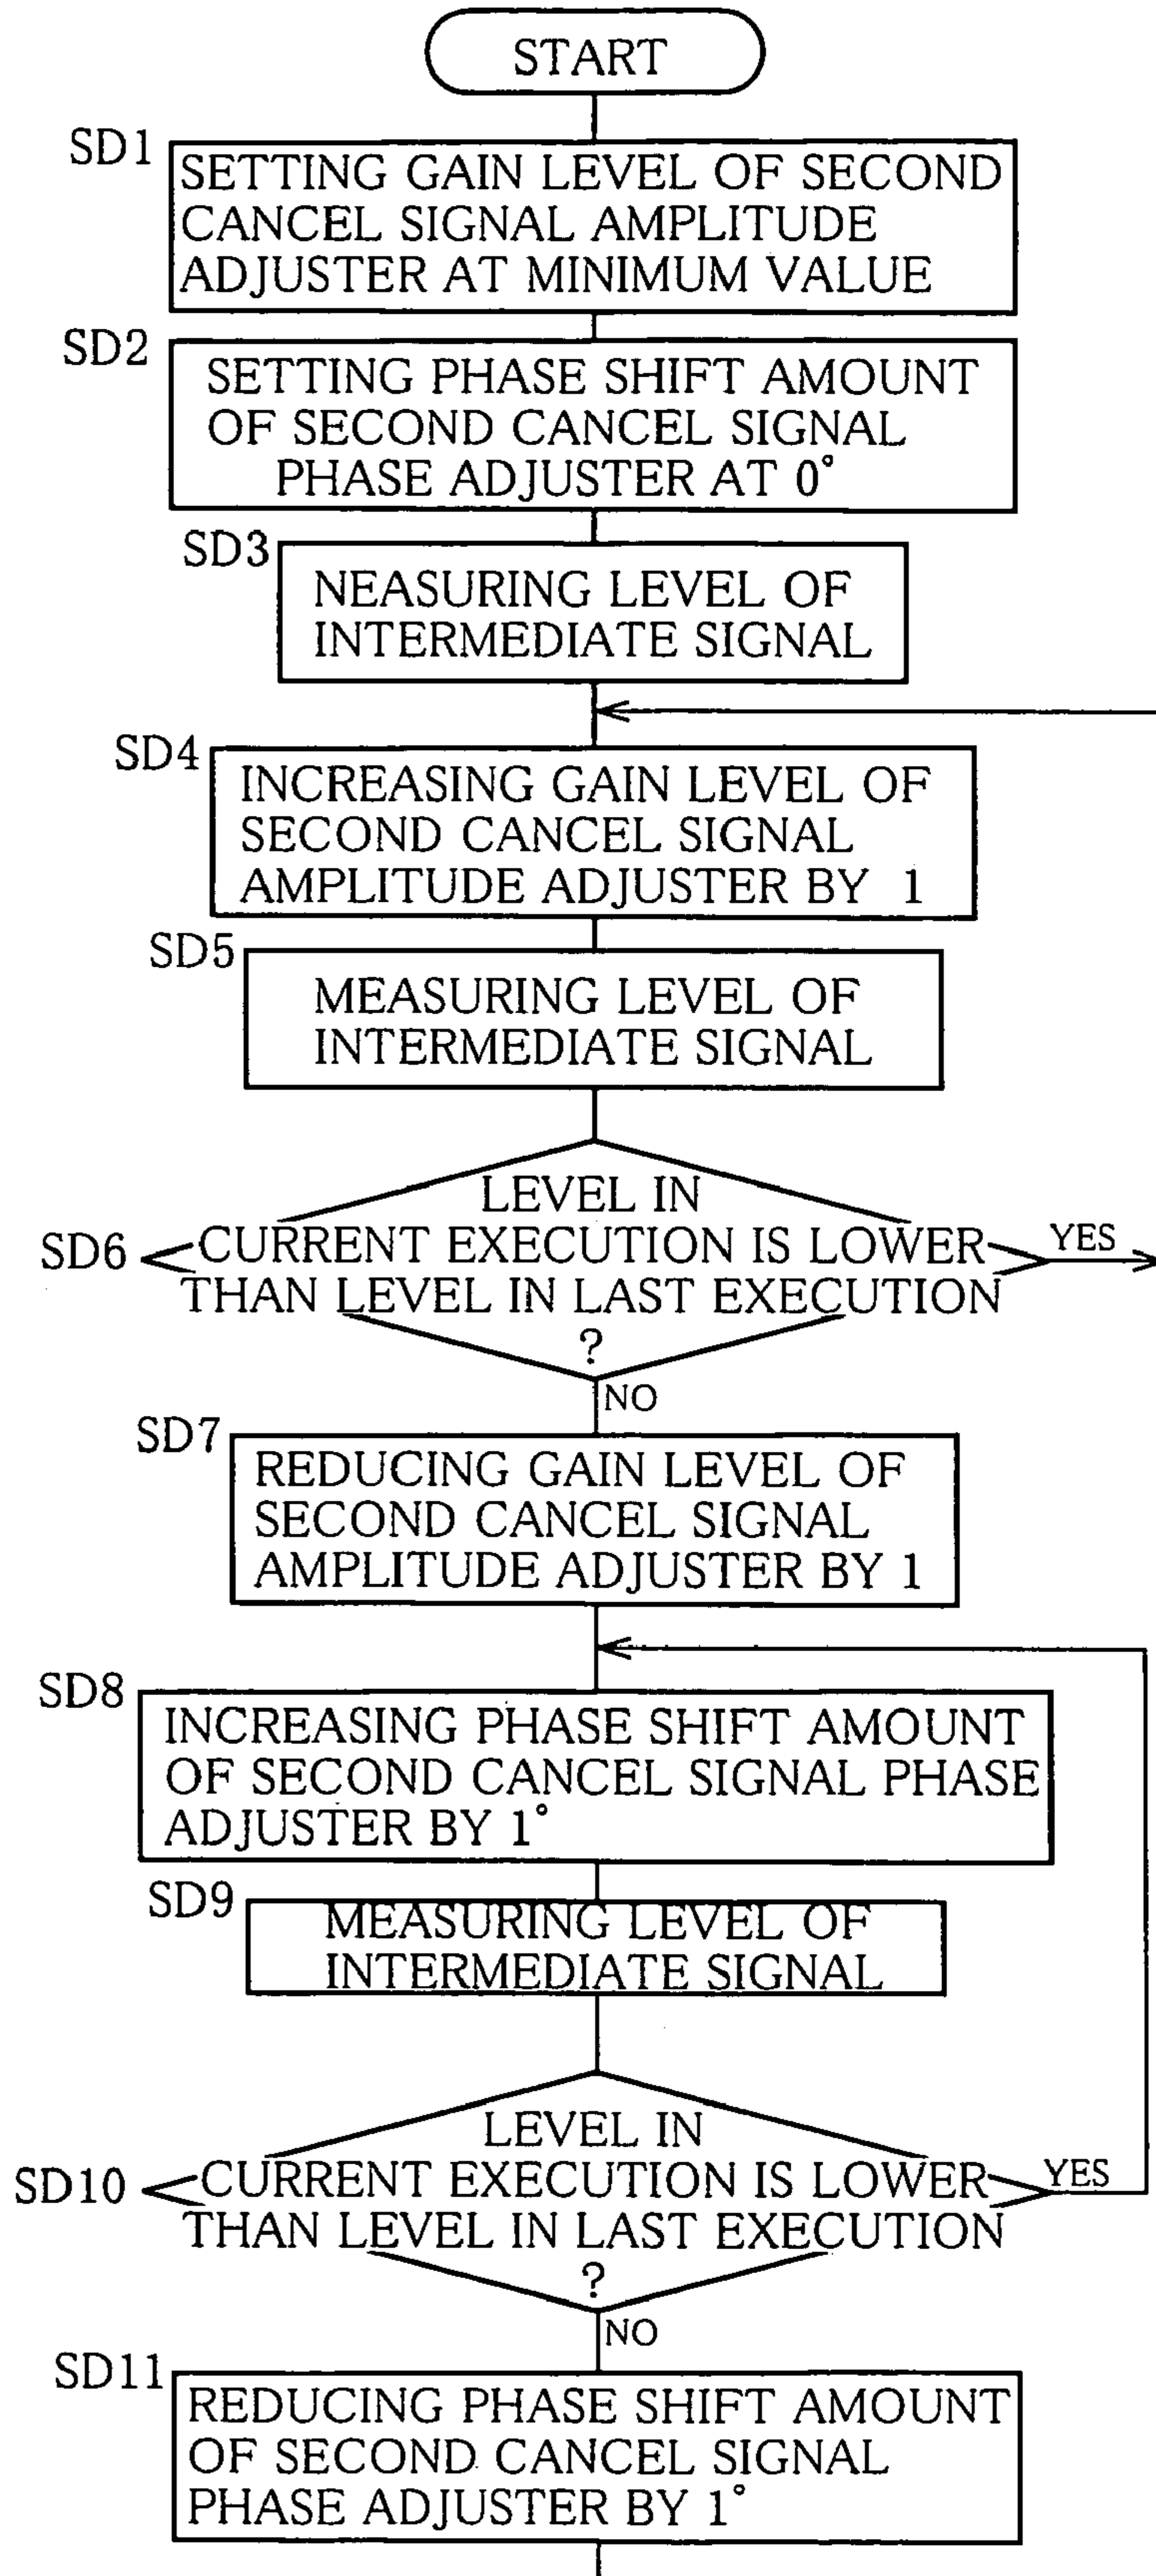 START
SD1
SETTING GAIN LEVEL OF SECOND
CANCEL SIGNAL AMPLITUDE
ADJUSTER AT MINIMUM VALUE
SD2
SETTING PHASE SHIFT AMOUNT
OF SECOND CANCEL SIGNAL
PHASE ADJUSTER AT 0°
SD3
NEASURING LEVEL OF
INTERMEDIATE SIGNAL
SD4
INCREASING GAIN LEVEL OF
SECOND CANCEL SIGNAL
AMPLITUDE ADJUSTER BY 1
SD5
MEASURING LEVEL OF
INTERMEDIATE SIGNAL
SD6
LEVEL IN
CURRENT EXECUTION IS LOWER
THAN LEVEL IN LAST EXECUTION
?
YES
NO
SD7
REDUCING GAIN LEVEL OF
SECOND CANCEL SIGNAL
AMPLITUDE ADJUSTER BY 1
SD8
INCREASING PHASE SHIFT AMOUNT
OF SECOND CANCEL SIGNAL PHASE
ADJUSTER BY 1°
SD9
MEASURING LEVEL OF
INTERMEDIATE SIGNAL
SD10
LEVEL IN
CURRENT EXECUTION IS LOWER
THAN LEVEL IN LAST EXECUTION
?
YES
NO
SD11
REDUCING PHASE SHIFT AMOUNT
OF SECOND CANCEL SIGNAL
PHASE ADJUSTER BY 1°